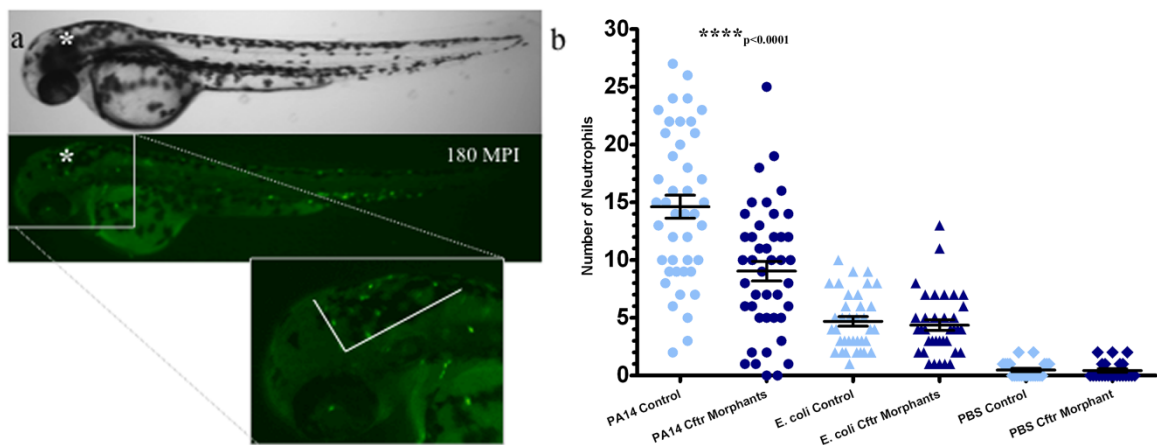 a
*
*
180 MPI
b
****p<0.0001
Number of Neutrophils
30
25
20
15
10
5
0
PA14 Control
PA14 Cftr Morphants
E. coli Control
E. coli Cftr Morphants
PBS Control
PBS Cftr Morphant